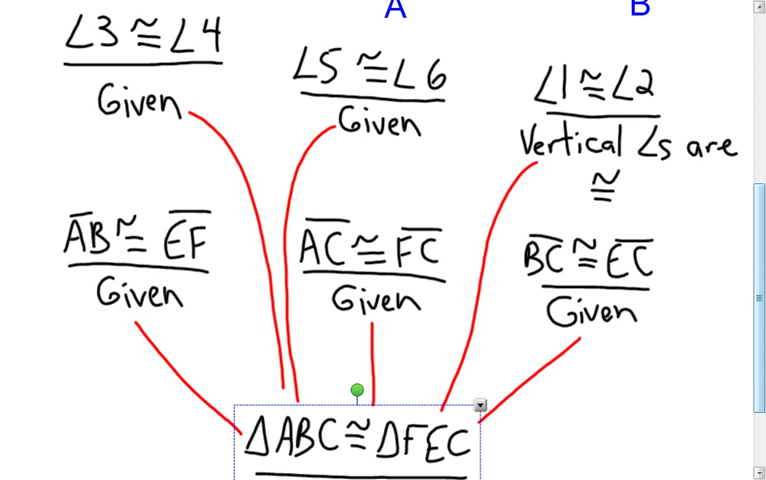 A
B
∠3 ≅ ∠4
Given
∠5 ≅ ∠6
Given
∠1 ≅ ∠2
Vertical ∠s are
≅
AB ≅ EF
Given
AC ≅ FC
Given
BC ≅ EC
Given
ΔABC ≅ ΔFEC